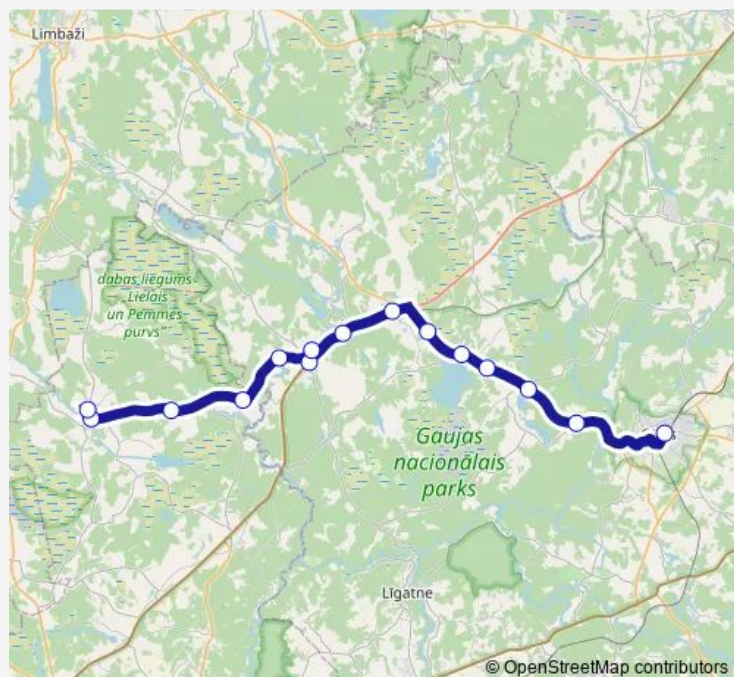 Limbaži
dabas liegums
„Lielais
un Pemmes
purvs"
Gaujas
nacionālais
parks
Līgatne
© OpenStreetMap contributors